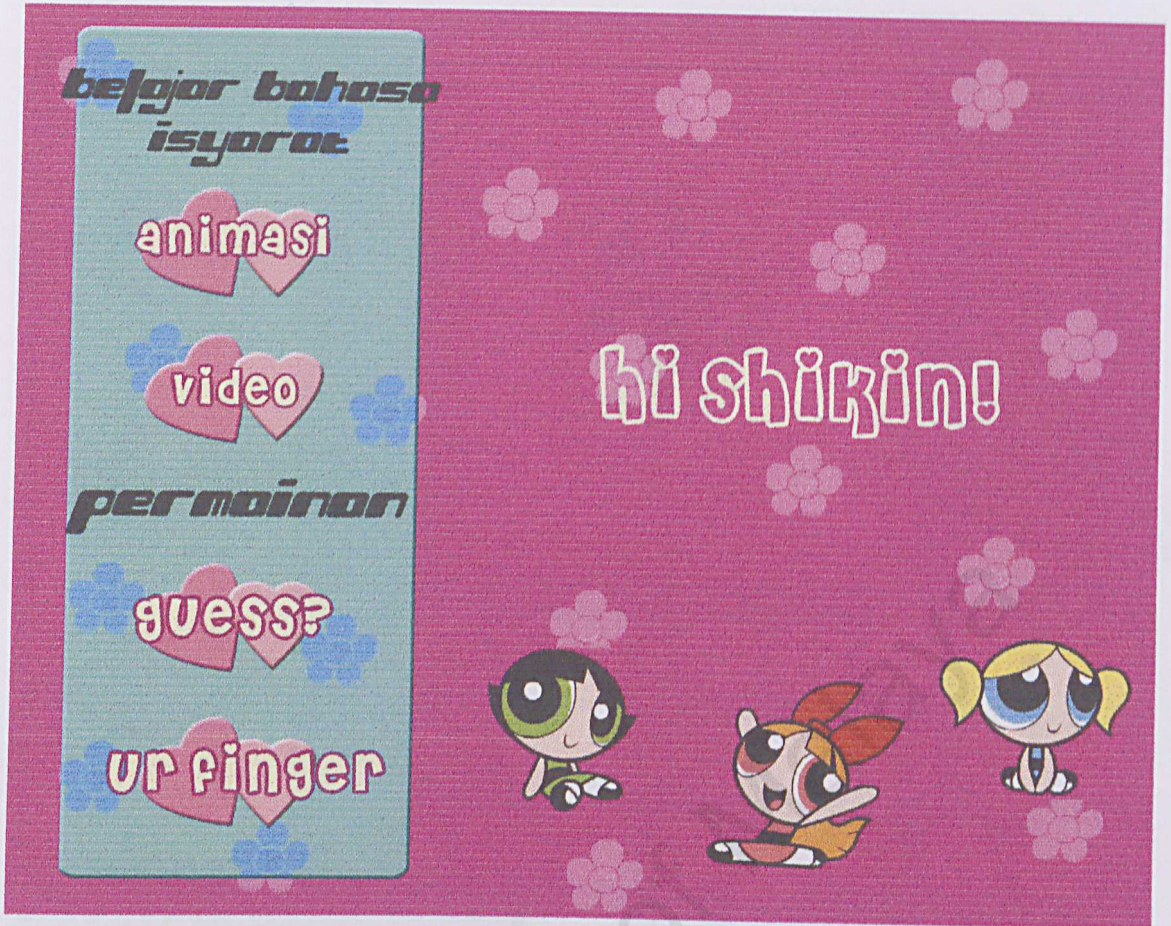 belajar bahasa
isyarat
animasi
video
permainan
guess?
ur finger
hi shikin!